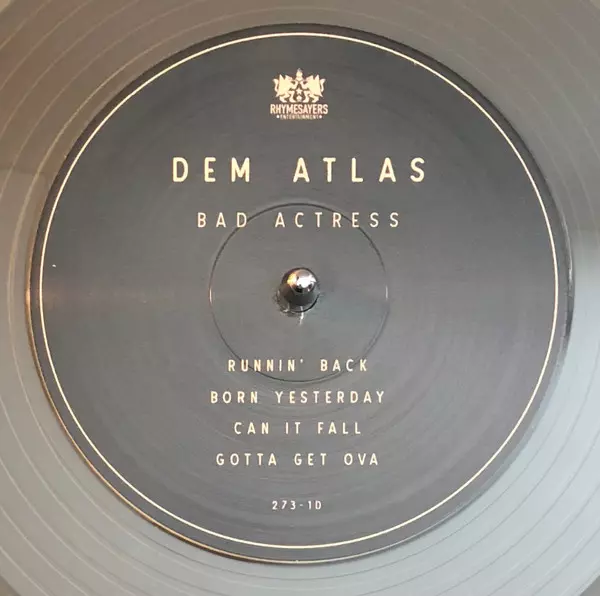 RHYMESAYERS
ENTERTAINMENT
DEM ATLAS
BAD ACTRESS
RUNNIN' BACK
BORN YESTERDAY
CAN IT FALL
GOTTA GET OVA
273-1D